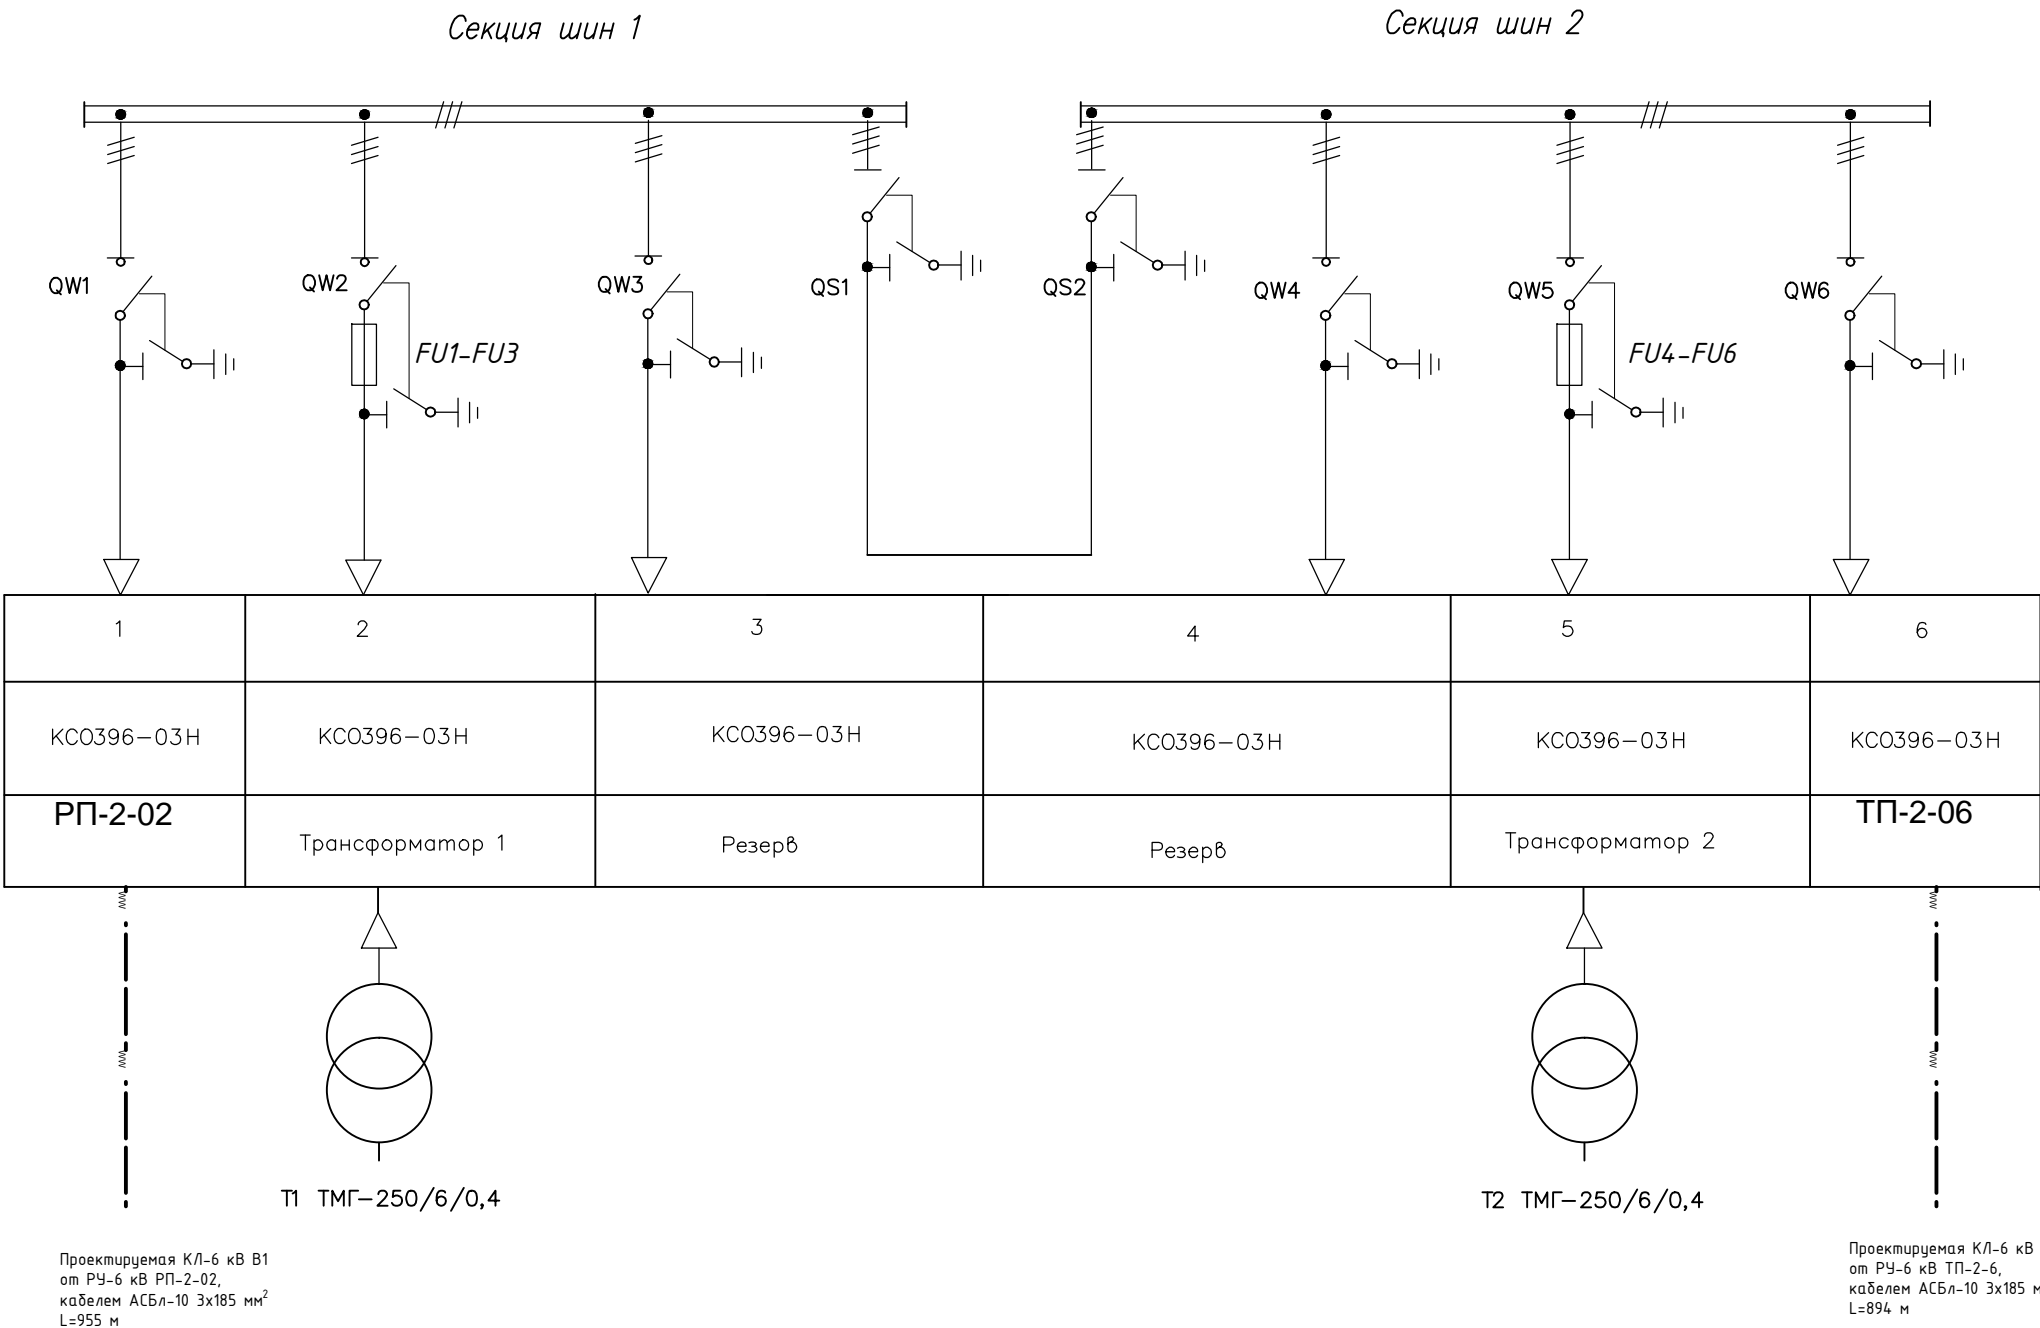 Секция шин 1
Секция шин 2
QW1
QW2
FU1-FU3
QW3
QS1
QS2
QW4
QW5
FU4-FU6
QW6
1 2 3 4 5 6
КСО396-03Н КСО396-03Н КСО396-03Н КСО396-03Н КСО396-03Н КСО396-03Н
РП-2-02 Трансформатор 1 Резерв Резерв Трансформатор 2 ТП-2-06
Т1 ТМГ-250/6/0,4
Т2 ТМГ-250/6/0,4
Проектируемая КЛ-6 кВ В1
от РУ-6 кВ РП-2-02,
кабелем АСБл-10 3х185 мм²
L=955 м
Проектируемая КЛ-6 кВ
от РУ-6 кВ ТП-2-6,
кабелем АСБл-10 3х185
L=894 м